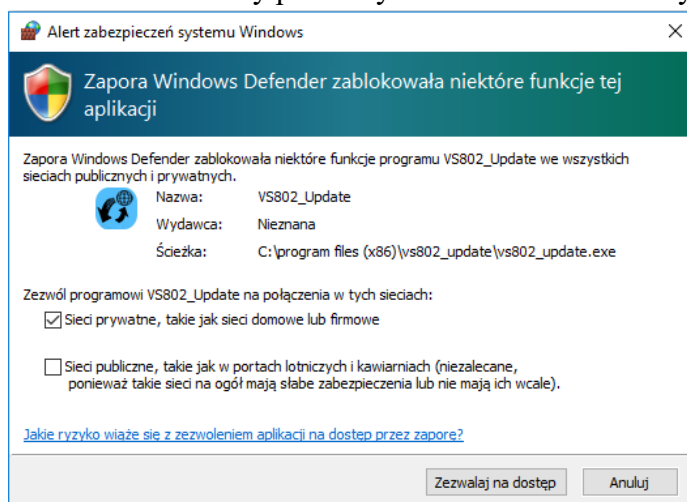 Alert zabezpieczeń systemu Windows
Zapora Windows Defender zablokowała niektóre funkcje tej
aplikacji
Zapora Windows Defender zablokowała niektóre funkcje programu VS802_Update we wszystkich
sieciach publicznych i prywatnych.
Nazwa: VS802_Update
Wydawca: Nieznana
Ścieżka: C:\program files (x86)\vs802_update\vs802_update.exe
Zezwól programowi VS802_Update na połączenia w tych sieciach:
Sieci prywatne, takie jak sieci domowe lub firmowe
Sieci publiczne, takie jak w portach lotniczych i kawiarniach (niezalecane,
ponieważ takie sieci na ogół mają słabe zabezpieczenia lub nie mają ich wcale).
Jakie ryzyko wiąże się z zezwoleniem aplikacji na dostęp przez zaporę?
Zezwalaj na dostęp Anuluj